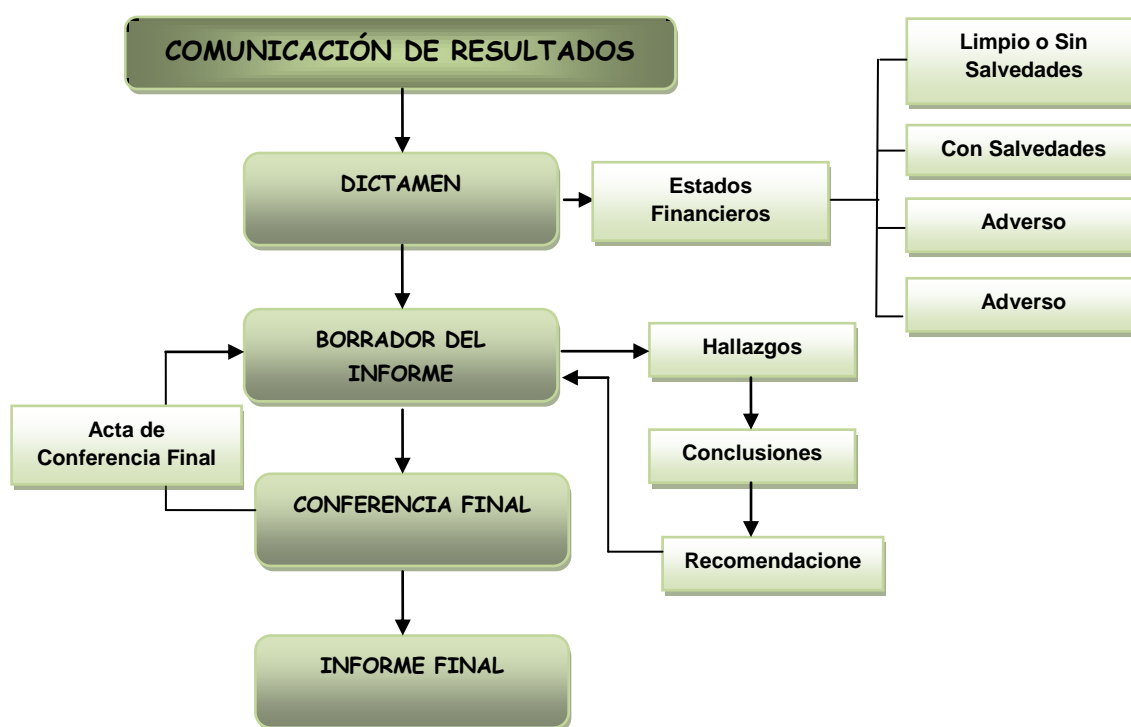 COMUNICACIÓN DE RESULTADOS
Limpio o Sin
Salvedades
Con Salvedades
DICTAMEN
Estados
Financieros
Adverso
Adverso
BORRADOR DEL
INFORME
Hallazgos
Acta de
Conferencia Final
Conclusiones
CONFERENCIA FINAL
Recomendacione
INFORME FINAL